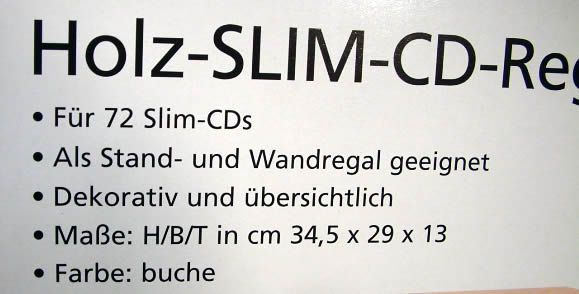 Holz-SLIM-CD-Reg
• Für 72 Slim-CDs
• Als Stand- und Wandregal geeignet
• Dekorativ und übersichtlich
• Maße: H/B/T in cm 34,5 x 29 x 13
• Farbe: buche